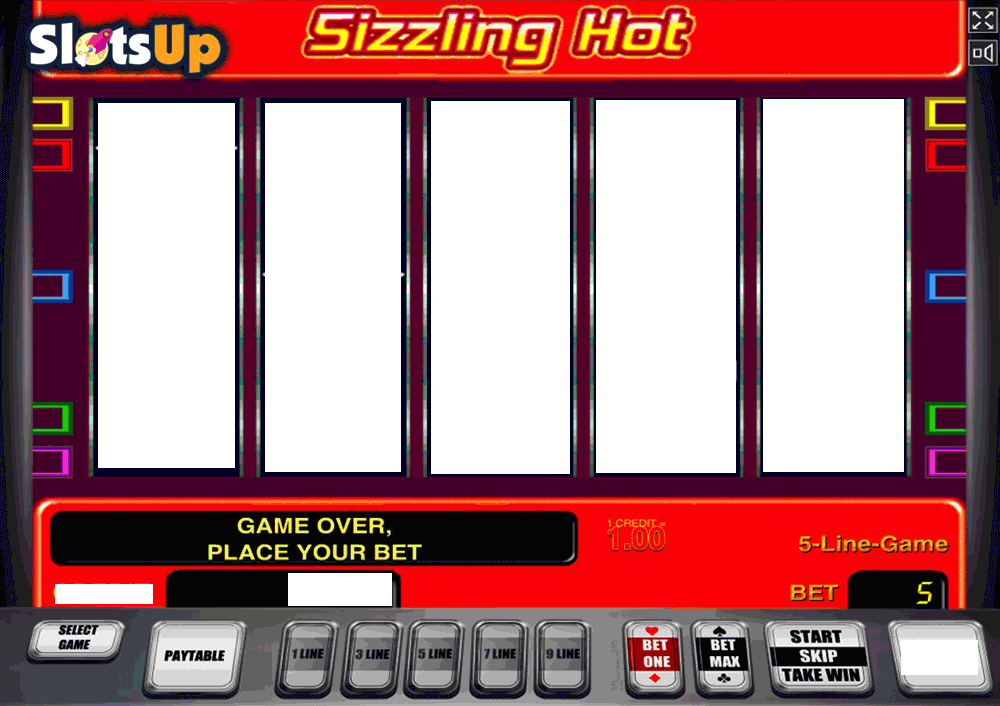 SlotsUp
Sizzling Hot
GAME OVER,
PLACE YOUR BET
1 CREDIT =
1.00
5-Line-Game
BET 5
SELECT
GAME
PAYTABLE
1 LINE
3 LINE
5 LINE
7 LINE
9 LINE
BET
ONE
BET
MAX
START
SKIP
TAKE WIN